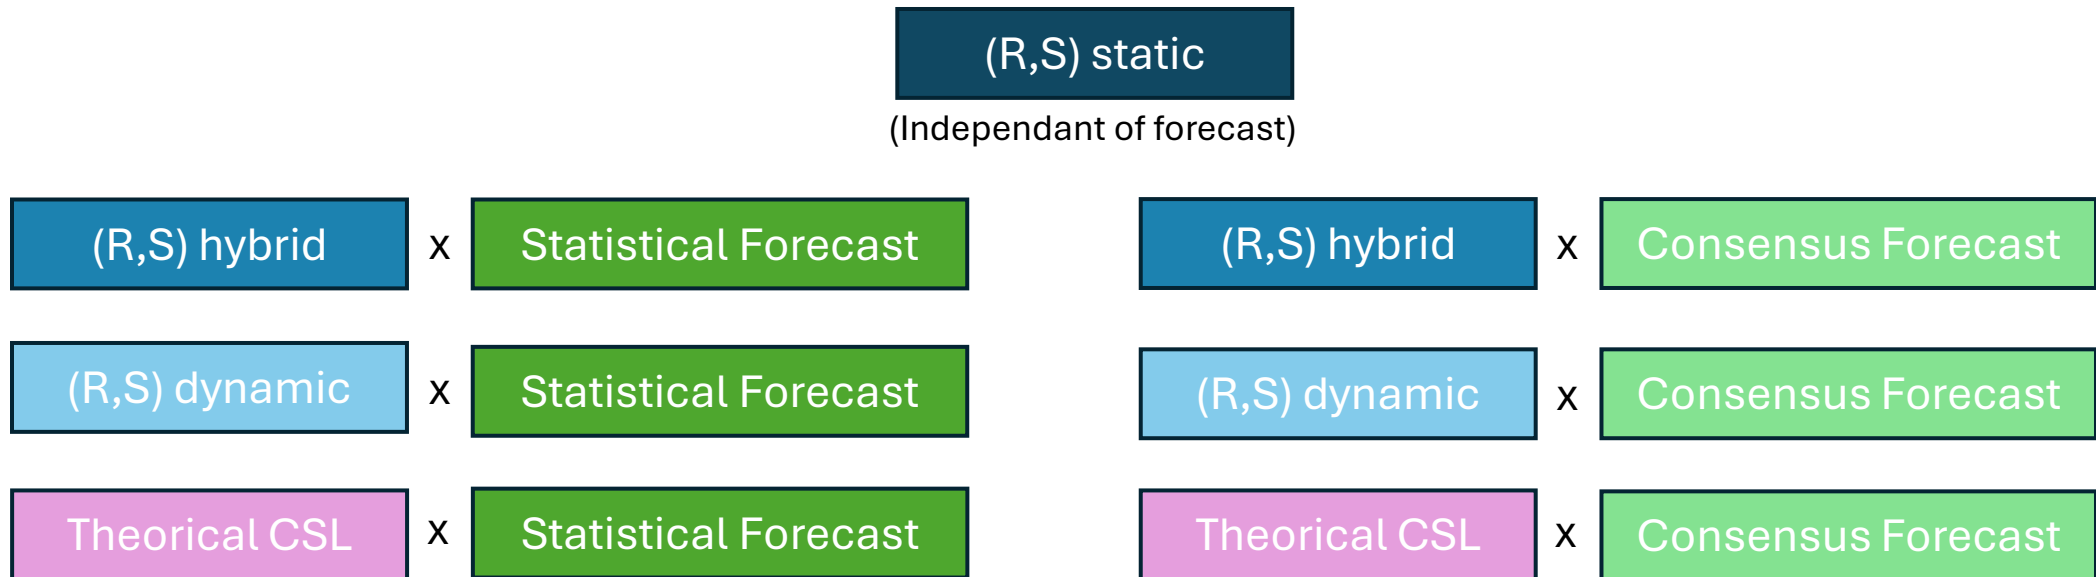 (R,S) static
(Independant of forecast)
(R,S) hybrid x Statistical Forecast (R,S) hybrid x Consensus Forecast
(R,S) dynamic x Statistical Forecast (R,S) dynamic x Consensus Forecast
Theorical CSL x Statistical Forecast Theorical CSL x Consensus Forecast